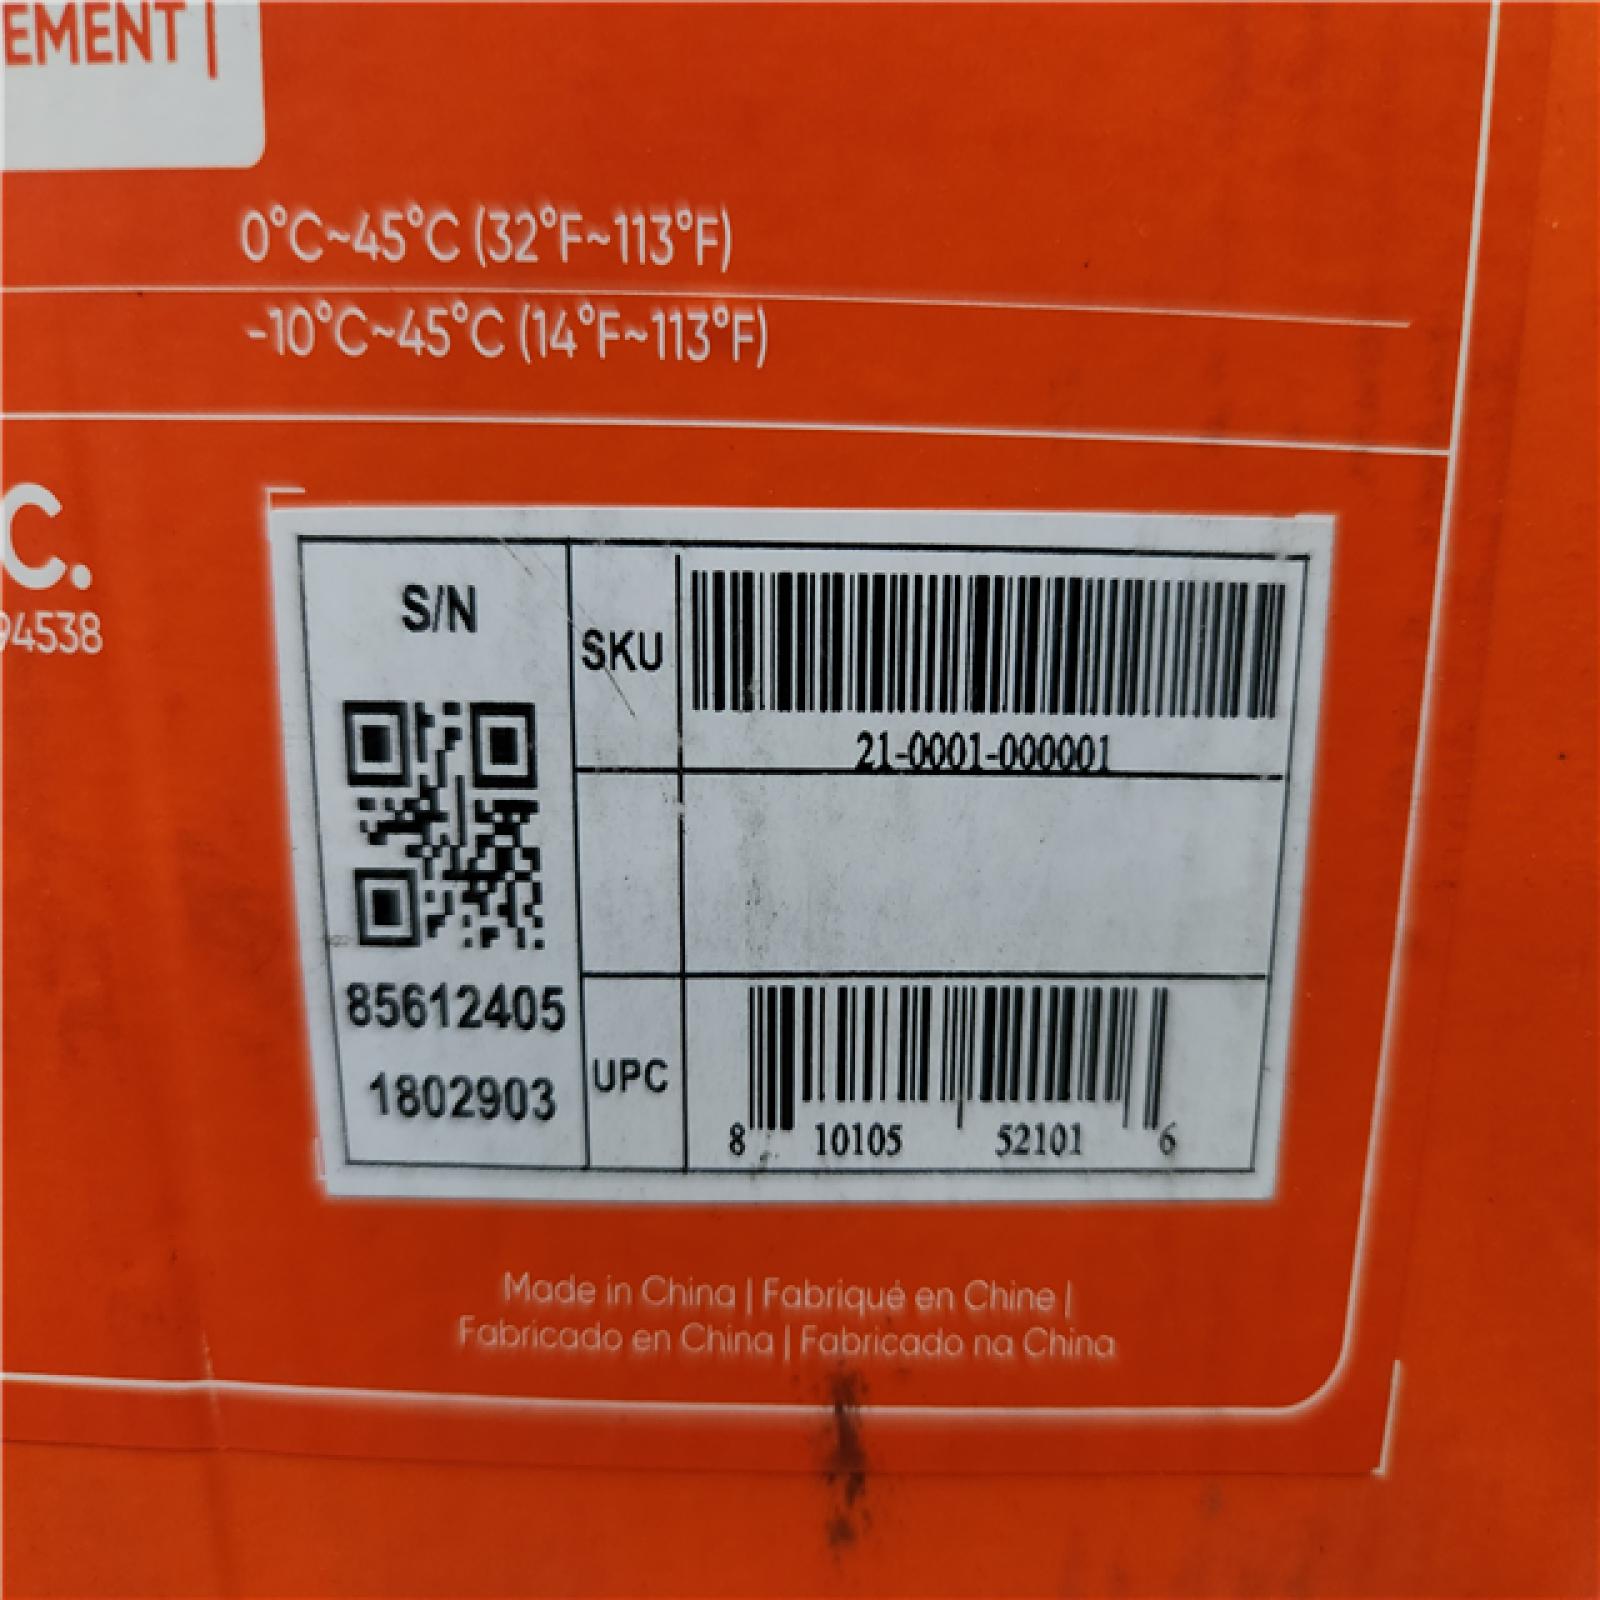 EMENT |
0°C~45°C (32°F~113°F)
-10°C~45°C (14°F~113°F)
C.
94538
S/N
85612405
1802903
SKU
21-0001-000001
UPC
8 10105 52101 6
Made in China | Fabriqué en Chine |
Fabricado en China | Fabricado na China